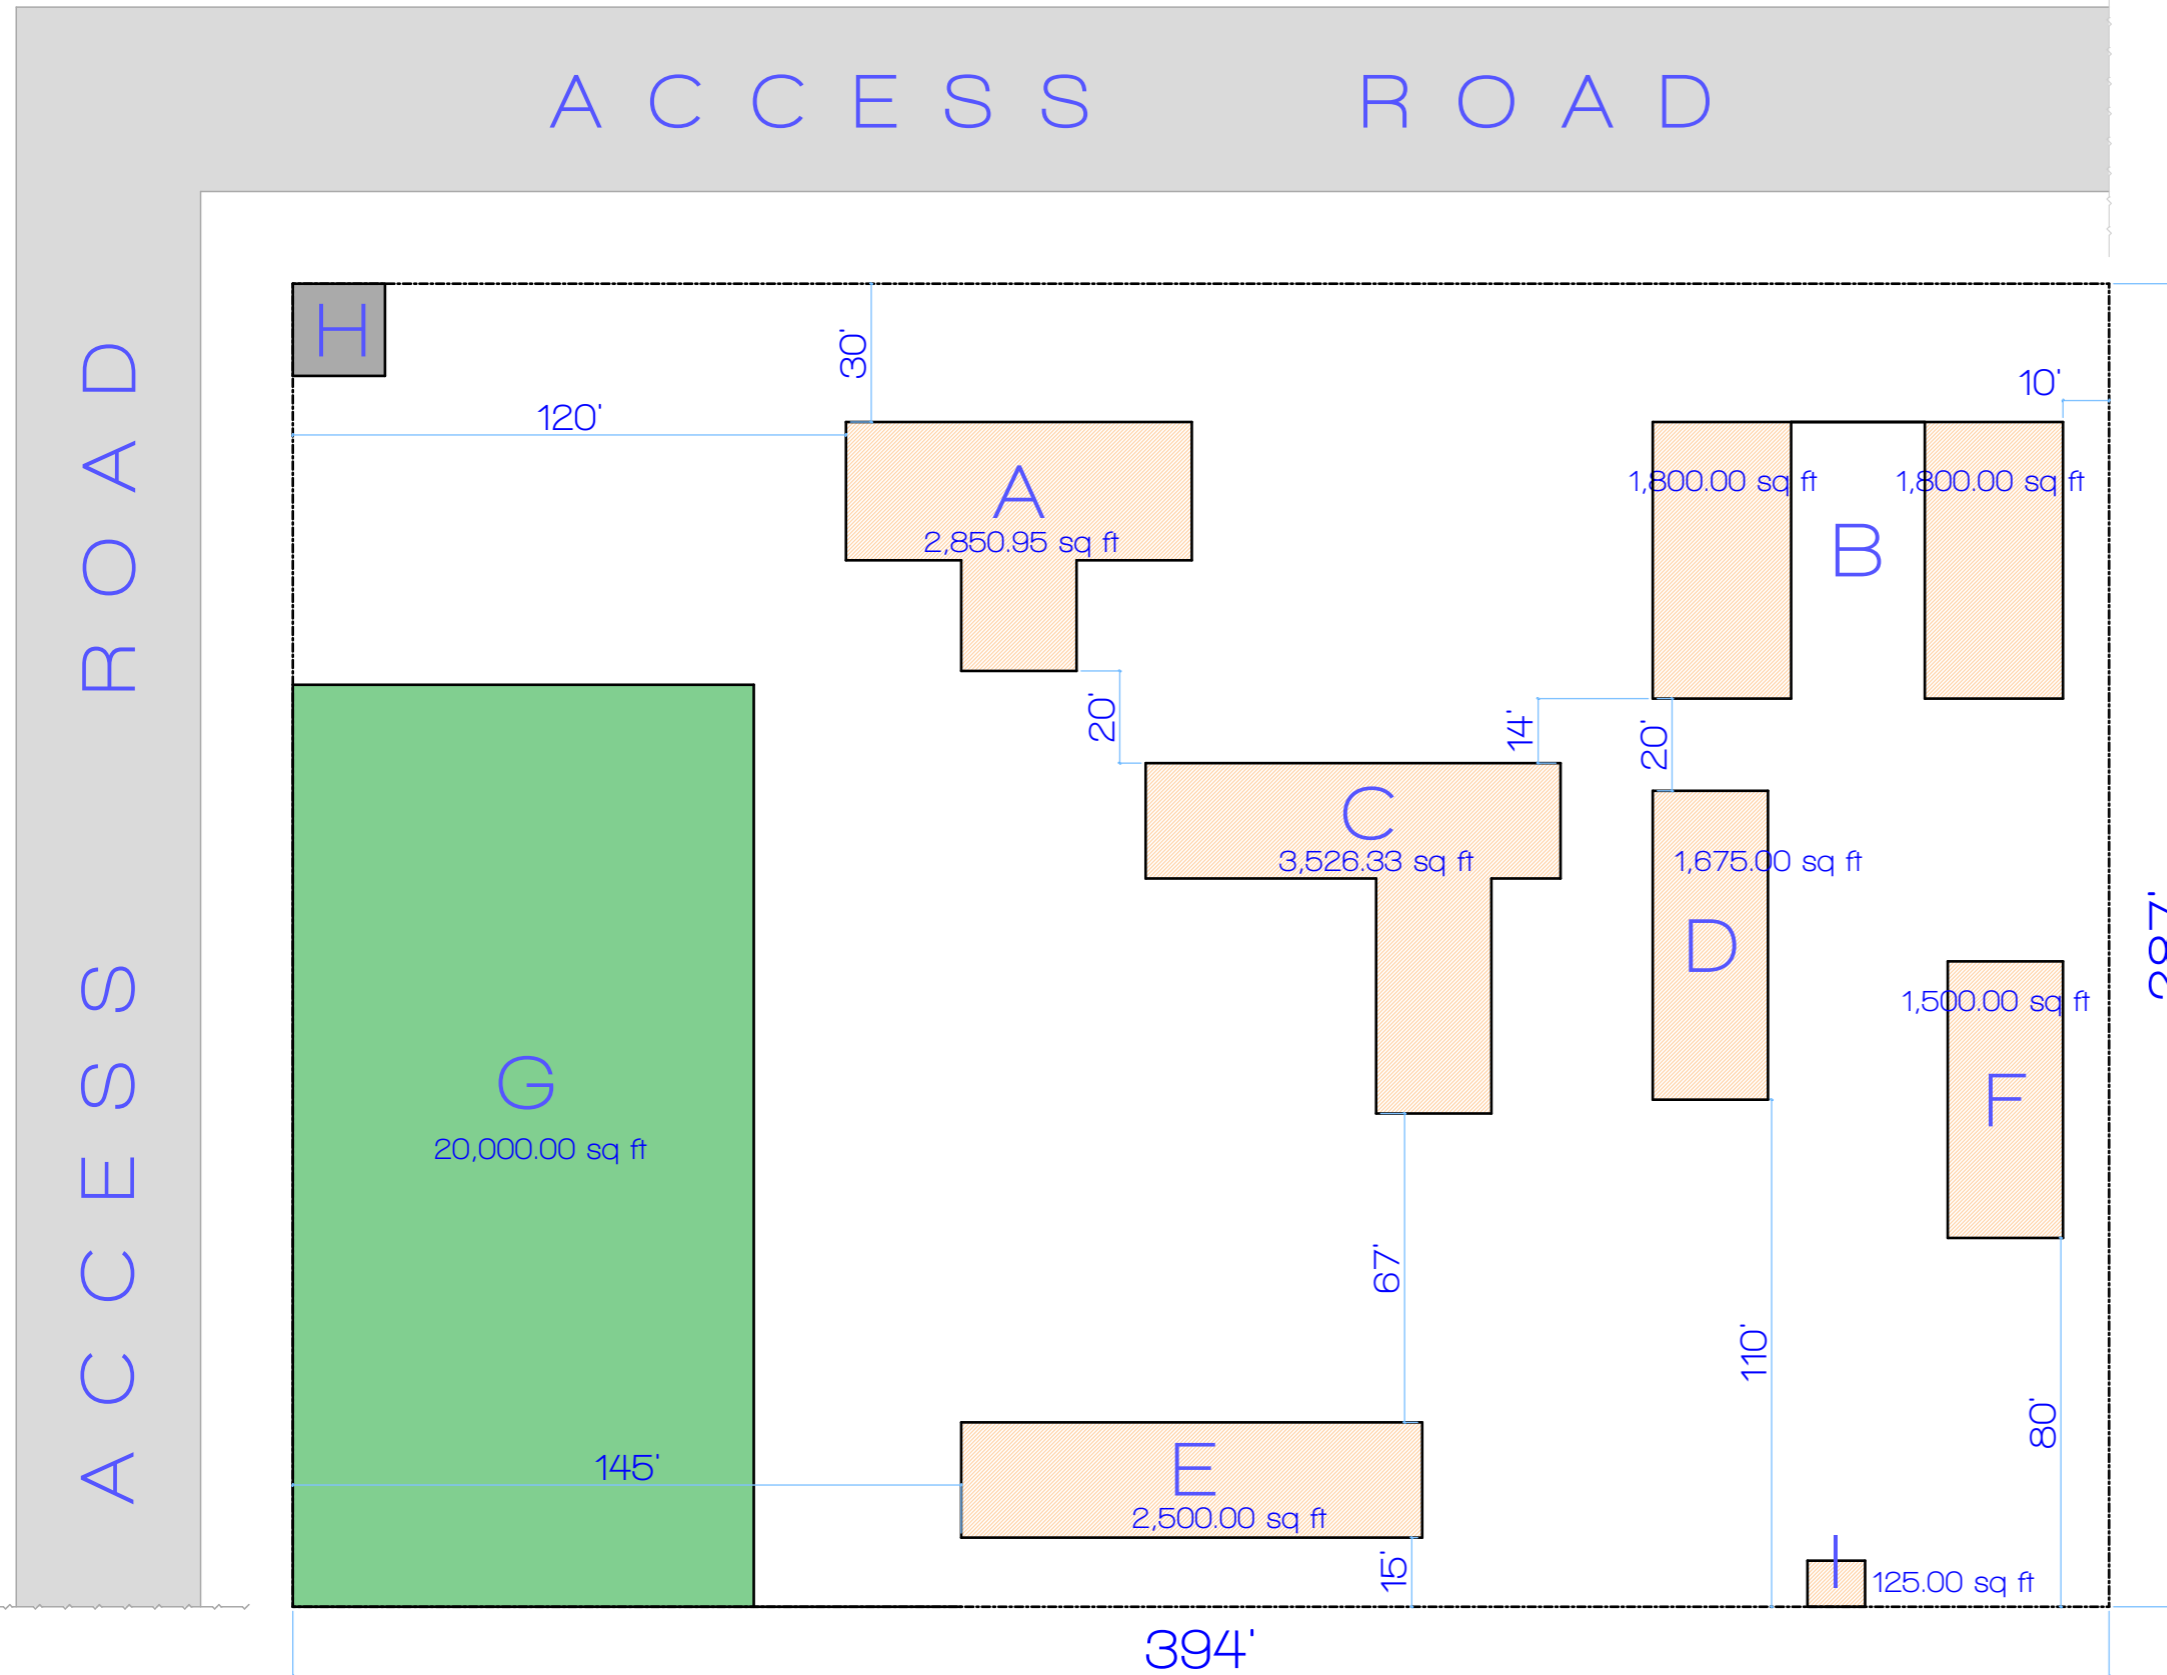 ACCESS ROAD
ACCESS ROAD
H
30'
10'
120'
A
2,850.95 sq ft
1,800.00 sq ft
1,800.00 sq ft
B
20'
14'
20'
C
3,526.33 sq ft
1,675.00 sq ft
D
287'
1,500.00 sq ft
F
G
20,000.00 sq ft
67'
110'
80'
145'
E
2,500.00 sq ft
15'
I
125.00 sq ft
394'